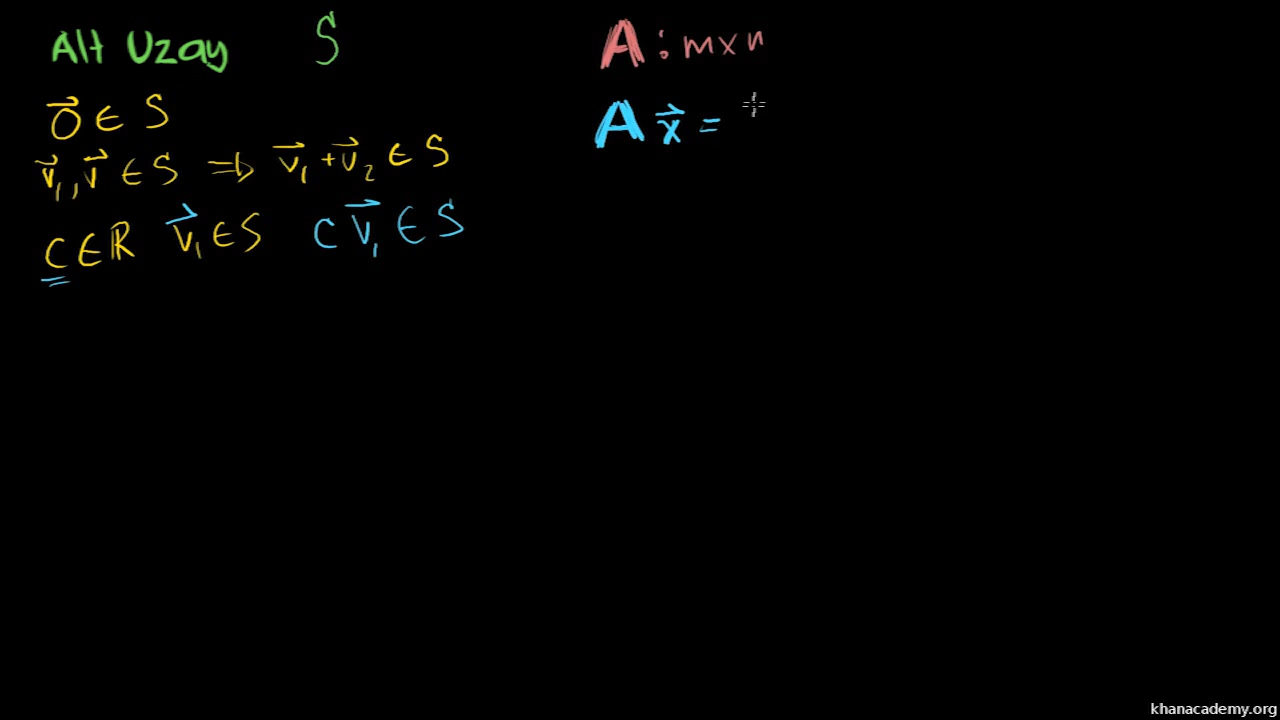 Alt Uzay S
0⃗ ∈ S
v⃗₁, v⃗ ∈ S ⇒ v⃗₁ + v⃗₂ ∈ S
C ∈ ℝ v⃗₁ ∈ S C v⃗₁ ∈ S
A : m×n
A x⃗ =
khanacademy.org